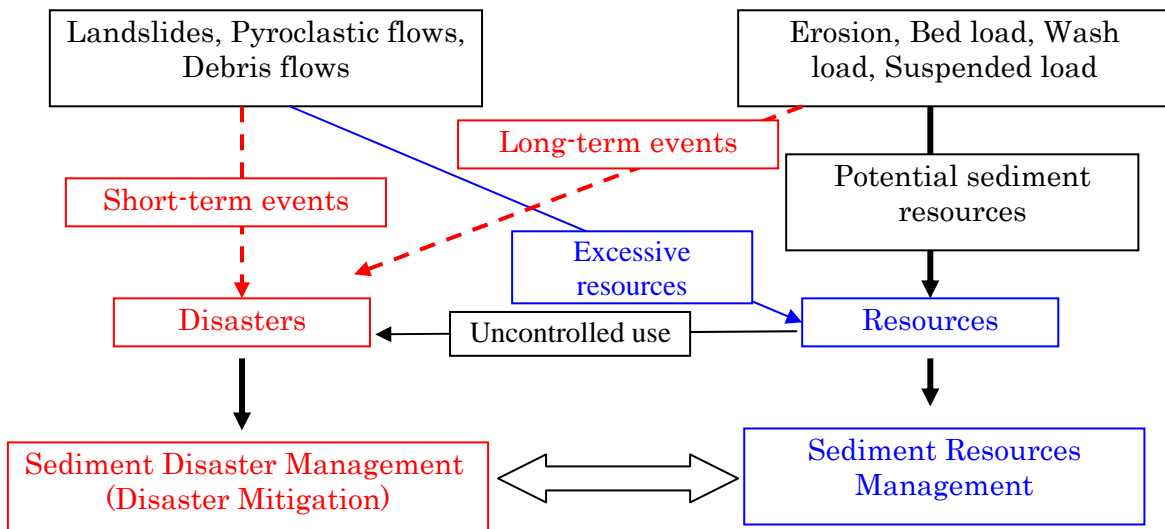 Landslides, Pyroclastic flows,
Debris flows
Erosion, Bed load, Wash
load, Suspended load
Long-term events
Short-term events
Potential sediment
resources
Excessive
resources
Disasters
Uncontrolled use
Resources
Sediment Disaster Management
(Disaster Mitigation)
Sediment Resources
Management